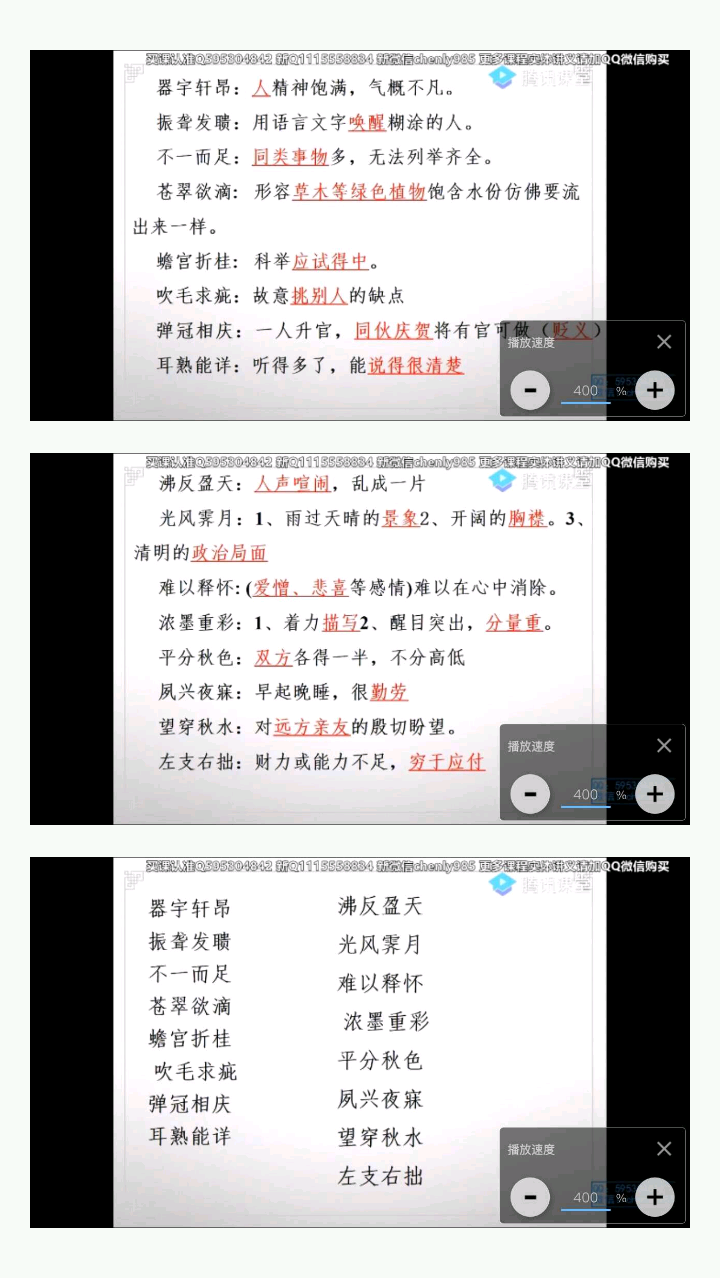 买课认准Q595304842 新Q1115558834 新微信chenly985 更多课程实体讲义请加QQ微信购买
腾讯课堂
器宇轩昂：人精神饱满，气概不凡。
振聋发聩：用语言文字唤醒糊涂的人。
不一而足：同类事物多，无法列举齐全。
苍翠欲滴：形容草木等绿色植物饱含水份仿佛要流
出来一样。
蟾宫折桂：科举应试得中。
吹毛求疵：故意挑别人的缺点
弹冠相庆：一人升官，同伙庆贺将有官可做（贬义）
耳熟能详：听得多了，能说得很清楚
播放速度
- 400 % +
买课认准Q595304842 新Q1115558834 新微信chenly985 更多课程实体讲义请加QQ微信购买
腾讯课堂
沸反盈天：人声喧闹，乱成一片
光风霁月：1、雨过天晴的景象2、开阔的胸襟。3、
清明的政治局面
难以释怀：(爱憎、悲喜等感情)难以在心中消除。
浓墨重彩：1、着力描写2、醒目突出，分量重。
平分秋色：双方各得一半，不分高低
夙兴夜寐：早起晚睡，很勤劳
望穿秋水：对远方亲友的殷切盼望。
左支右拙：财力或能力不足，穷于应付
播放速度
- 400 % +
买课认准Q595304842 新Q1115558834 新微信chenly985 更多课程实体讲义请加QQ微信购买
腾讯课堂
器宇轩昂
振聋发聩
不一而足
苍翠欲滴
蟾宫折桂
吹毛求疵
弹冠相庆
耳熟能详
沸反盈天
光风霁月
难以释怀
浓墨重彩
平分秋色
夙兴夜寐
望穿秋水
左支右拙
播放速度
- 400 % +